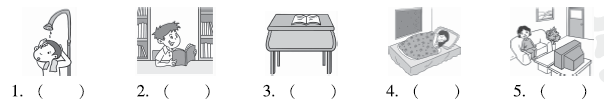 1. (    ) 2. (    ) 3. (    ) 4. (    ) 5. (    )